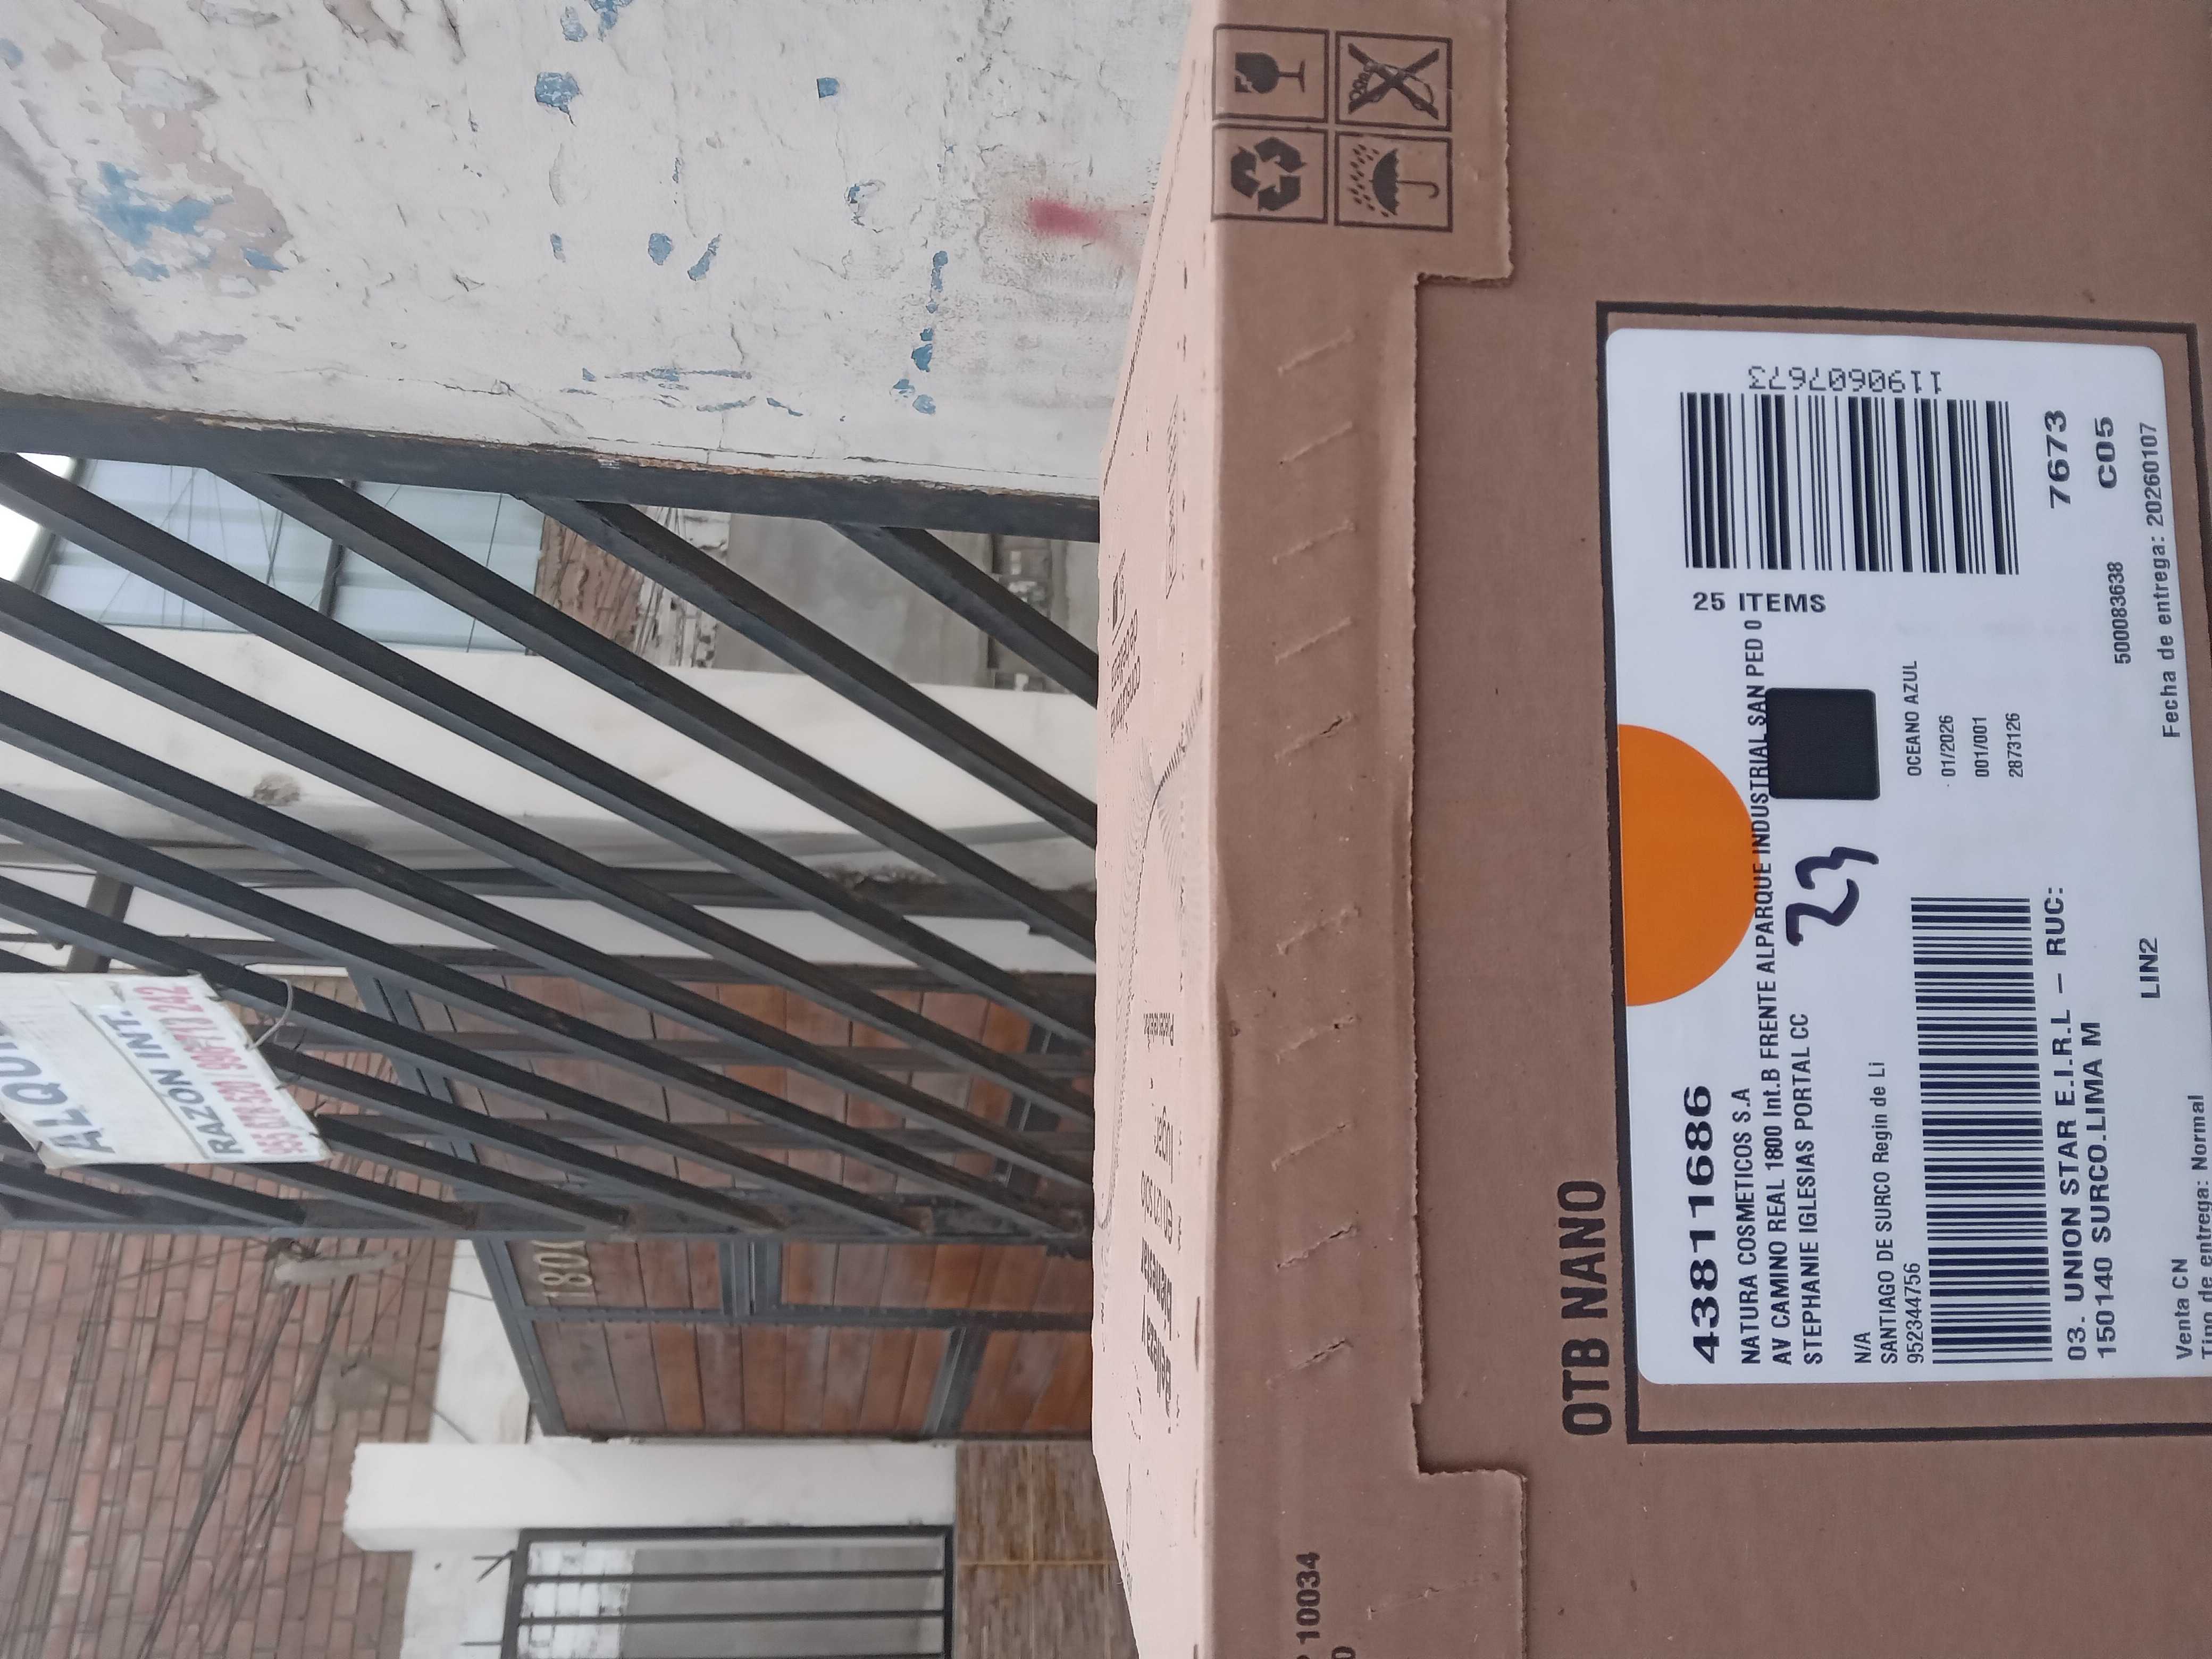 RAZON INT.
1800
OTB NANO
43811686
NATURA COSMETICOS S.A
AV CAMINO REAL 1800 Int.B FRENTE ALPARQUE INDUSTRIAL SAN PED 0
STEPHANIE IGLESIAS PORTAL CC
23
N/A
SANTIAGO DE SURCO Regin de Li
952344756
25 ITEMS
1190607673
OCEANO AZUL
01/2026
001/001
2873126
7673
C05
03. UNION STAR E.I.R.L – RUC:
150140 SURCO.LIMA M
LIN2
500083638
Fecha de entrega: 20260107
Venta CN
Tipo de entrega: Normal
10034